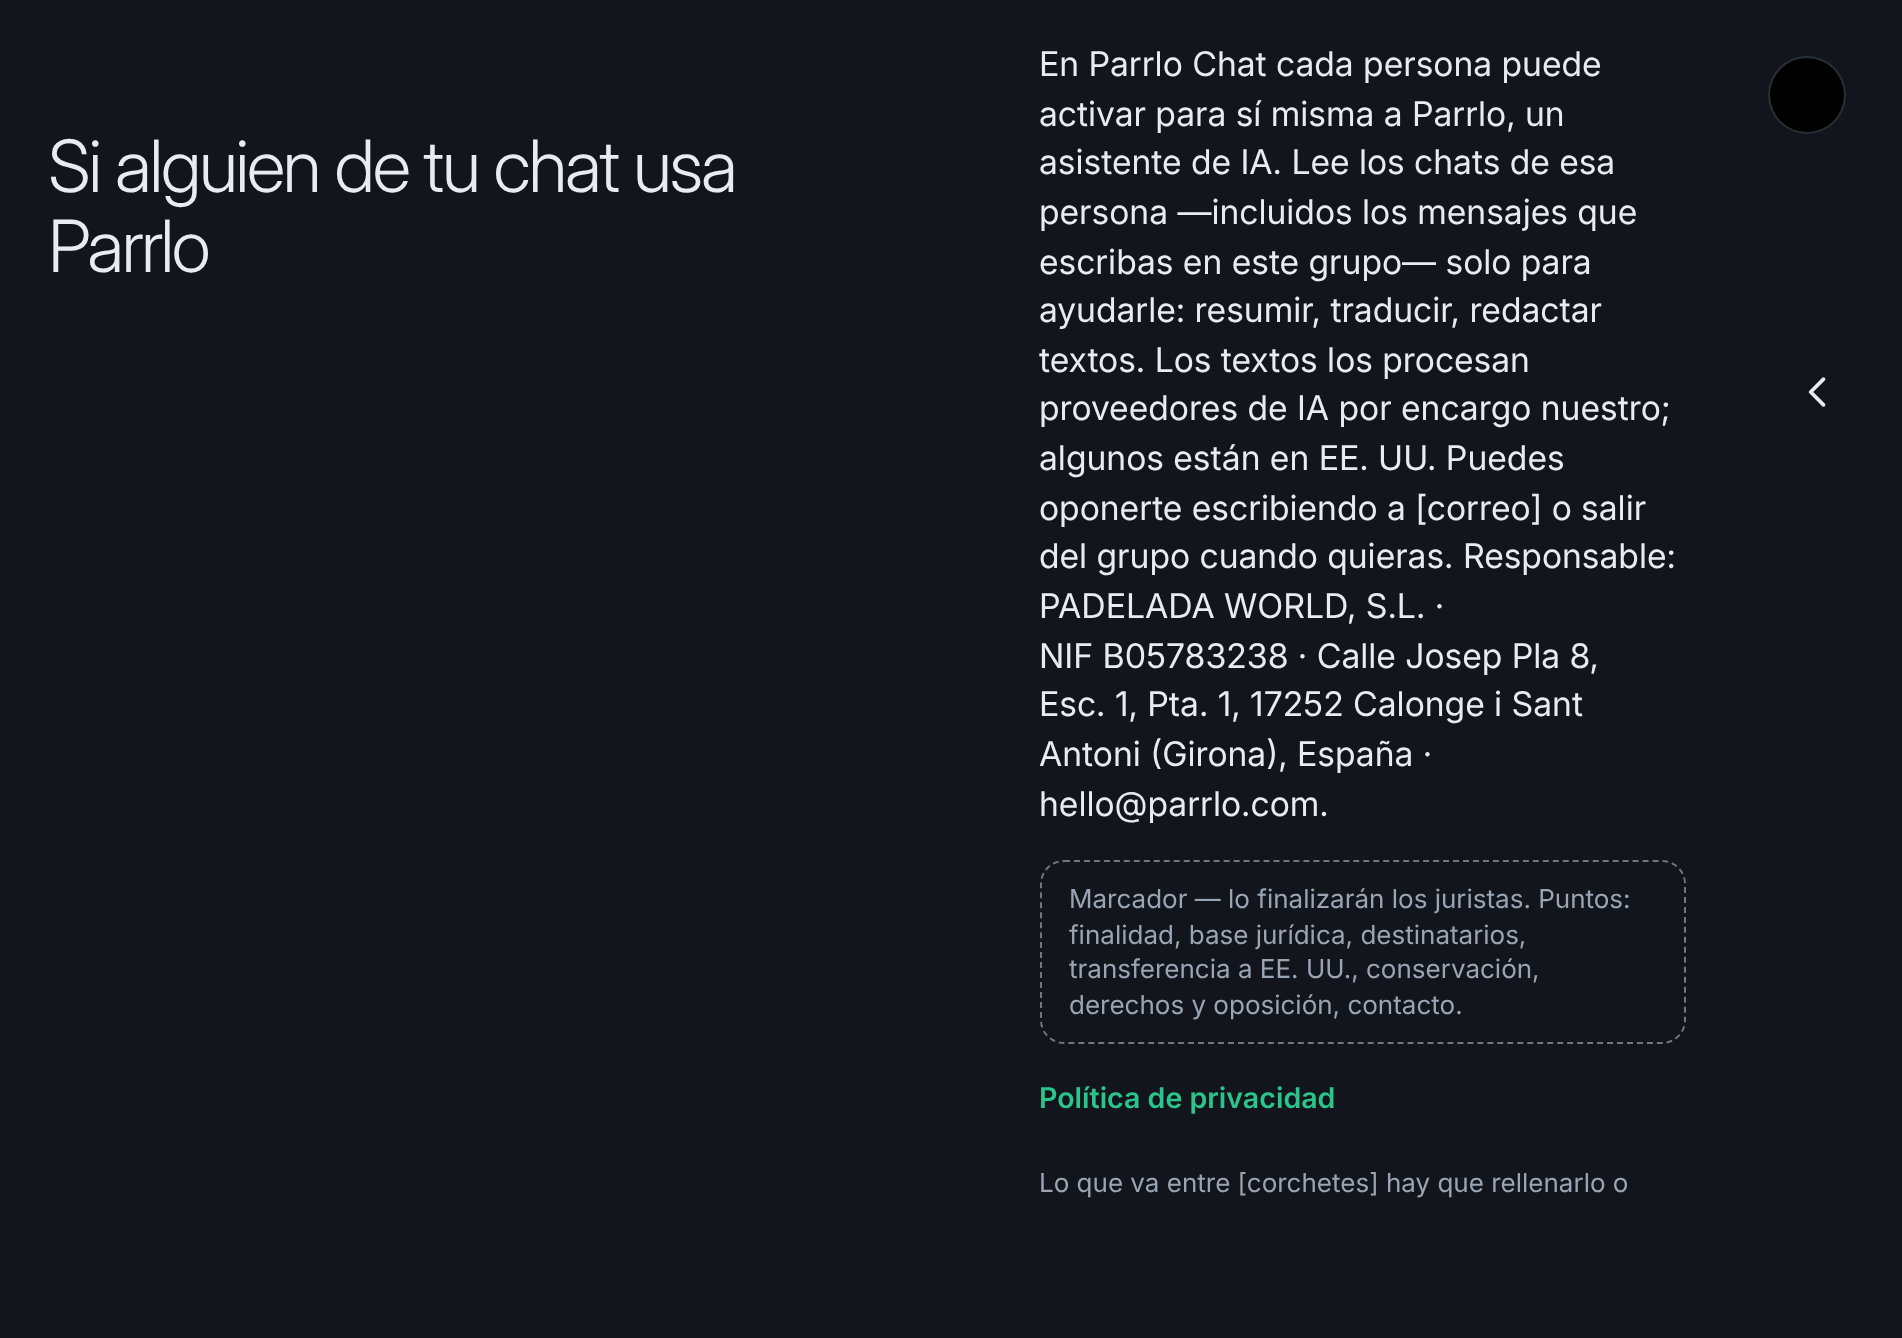 Si alguien de tu chat usa
Parrlo
En Parrlo Chat cada persona puede
activar para sí misma a Parrlo, un
asistente de IA. Lee los chats de esa
persona —incluidos los mensajes que
escribas en este grupo— solo para
ayudarle: resumir, traducir, redactar
textos. Los textos los procesan
proveedores de IA por encargo nuestro;
algunos están en EE. UU. Puedes
oponerte escribiendo a [correo] o salir
del grupo cuando quieras. Responsable:
PADELADA WORLD, S.L. ·
NIF B05783238 · Calle Josep Pla 8,
Esc. 1, Pta. 1, 17252 Calonge i Sant
Antoni (Girona), España ·
hello@parrlo.com.
Marcador — lo finalizarán los juristas. Puntos:
finalidad, base jurídica, destinatarios,
transferencia a EE. UU., conservación,
derechos y oposición, contacto.
Política de privacidad
Lo que va entre [corchetes] hay que rellenarlo o